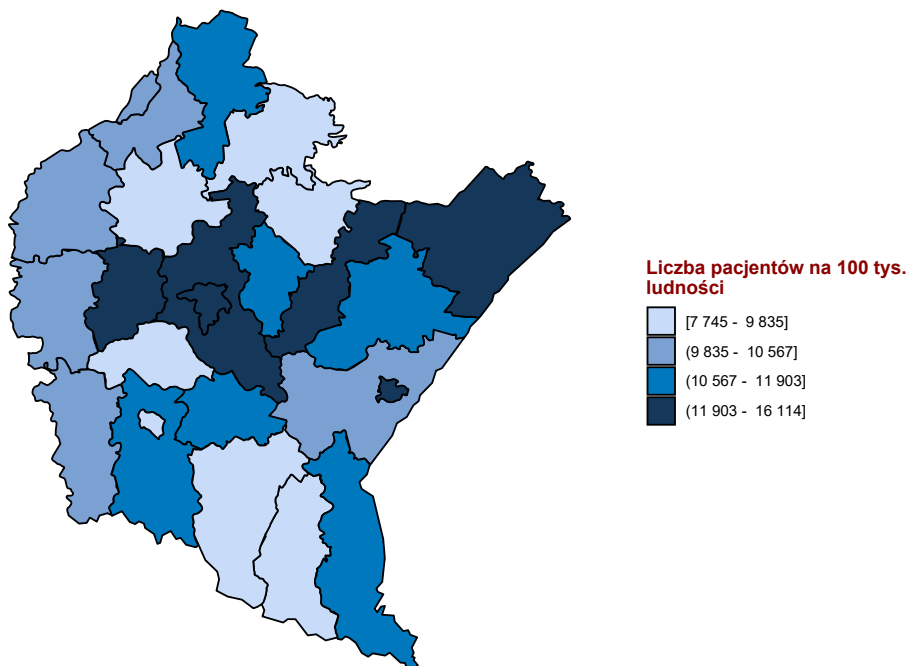 Liczba pacjentów na 100 tys.
ludności
[7 745 - 9 835]
(9 835 - 10 567]
(10 567 - 11 903]
(11 903 - 16 114]